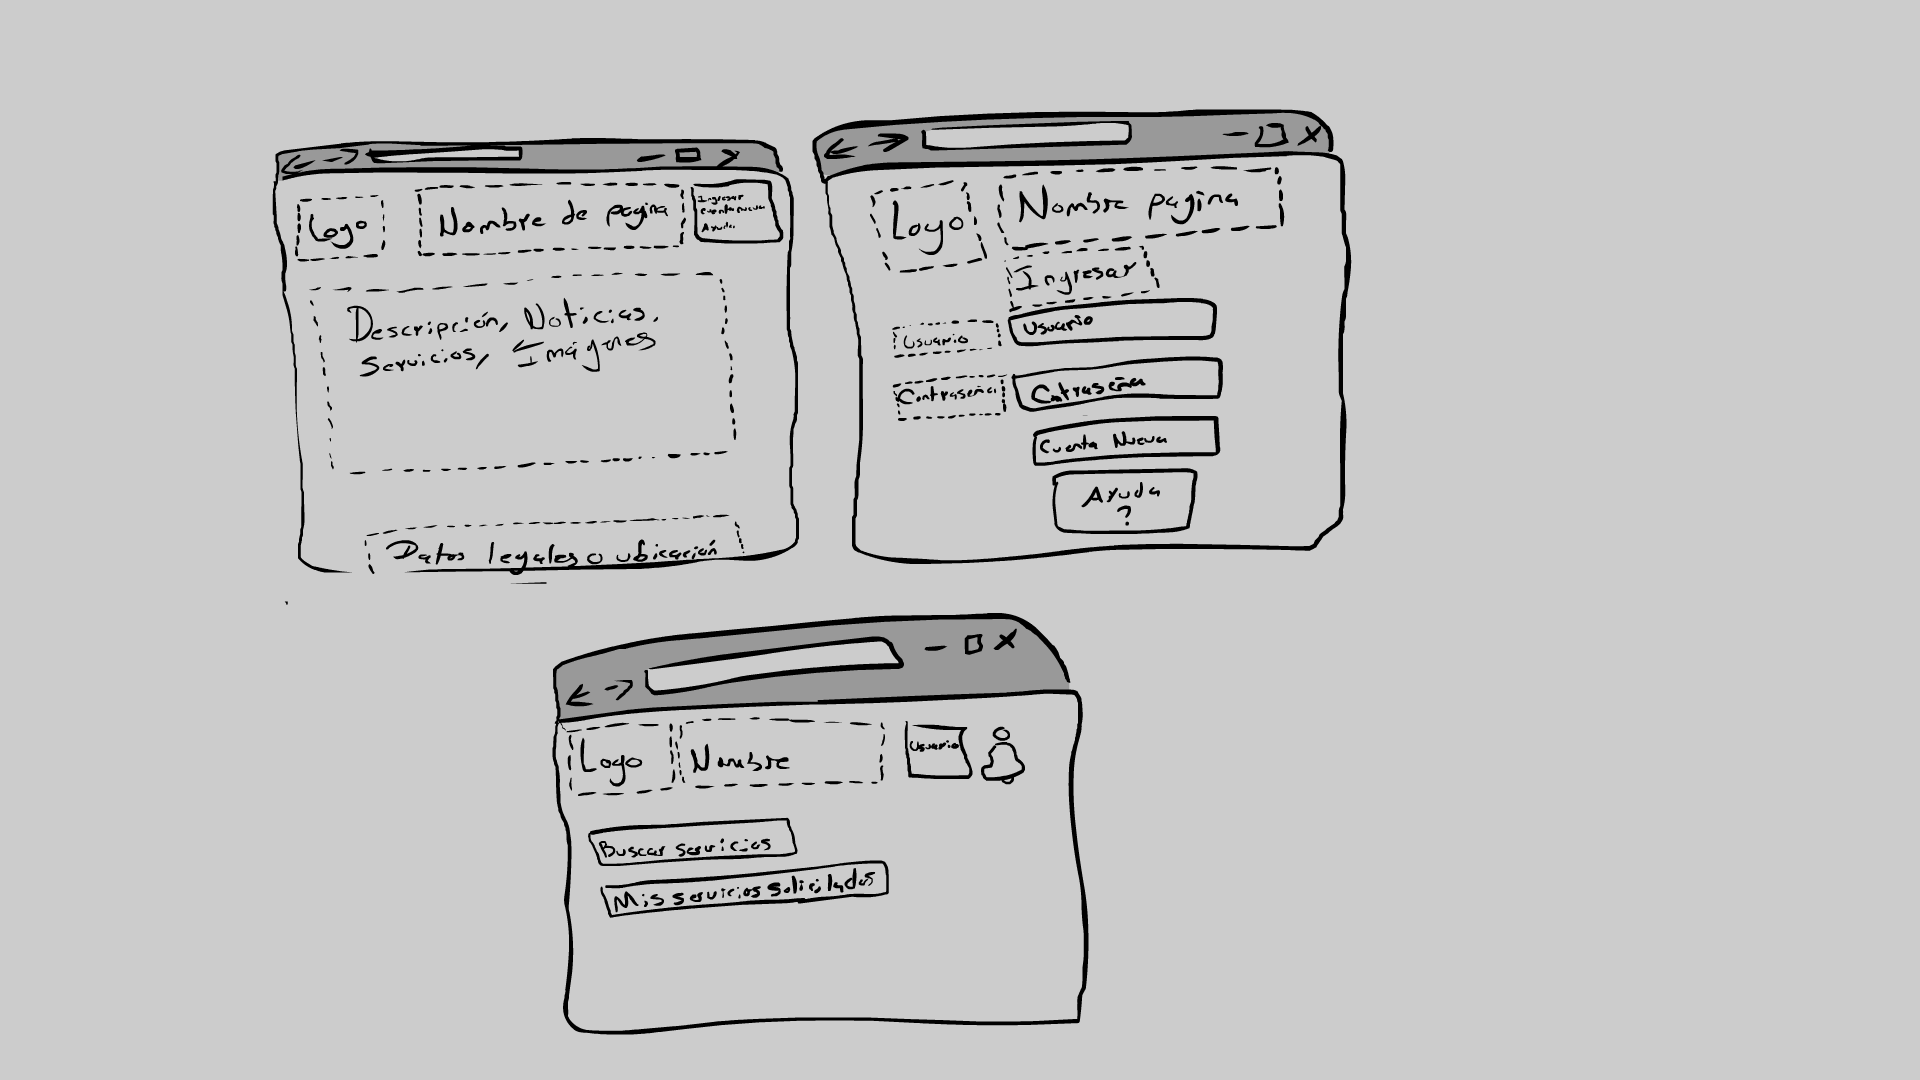 Logo
Nombre de pagina
Ingresar
Cuenta nueva
Ayuda
Descripción, Noticias,
servicios, Imágenes
Datos legales o ubicación
Logo
Nombre pagina
Ingresar
Usuario
Usuario
Contraseña
Contraseña
Cuenta Nueva
Ayuda
?
Logo
Nombre
Usuario
Buscar servicios
Mis servicios solicitados